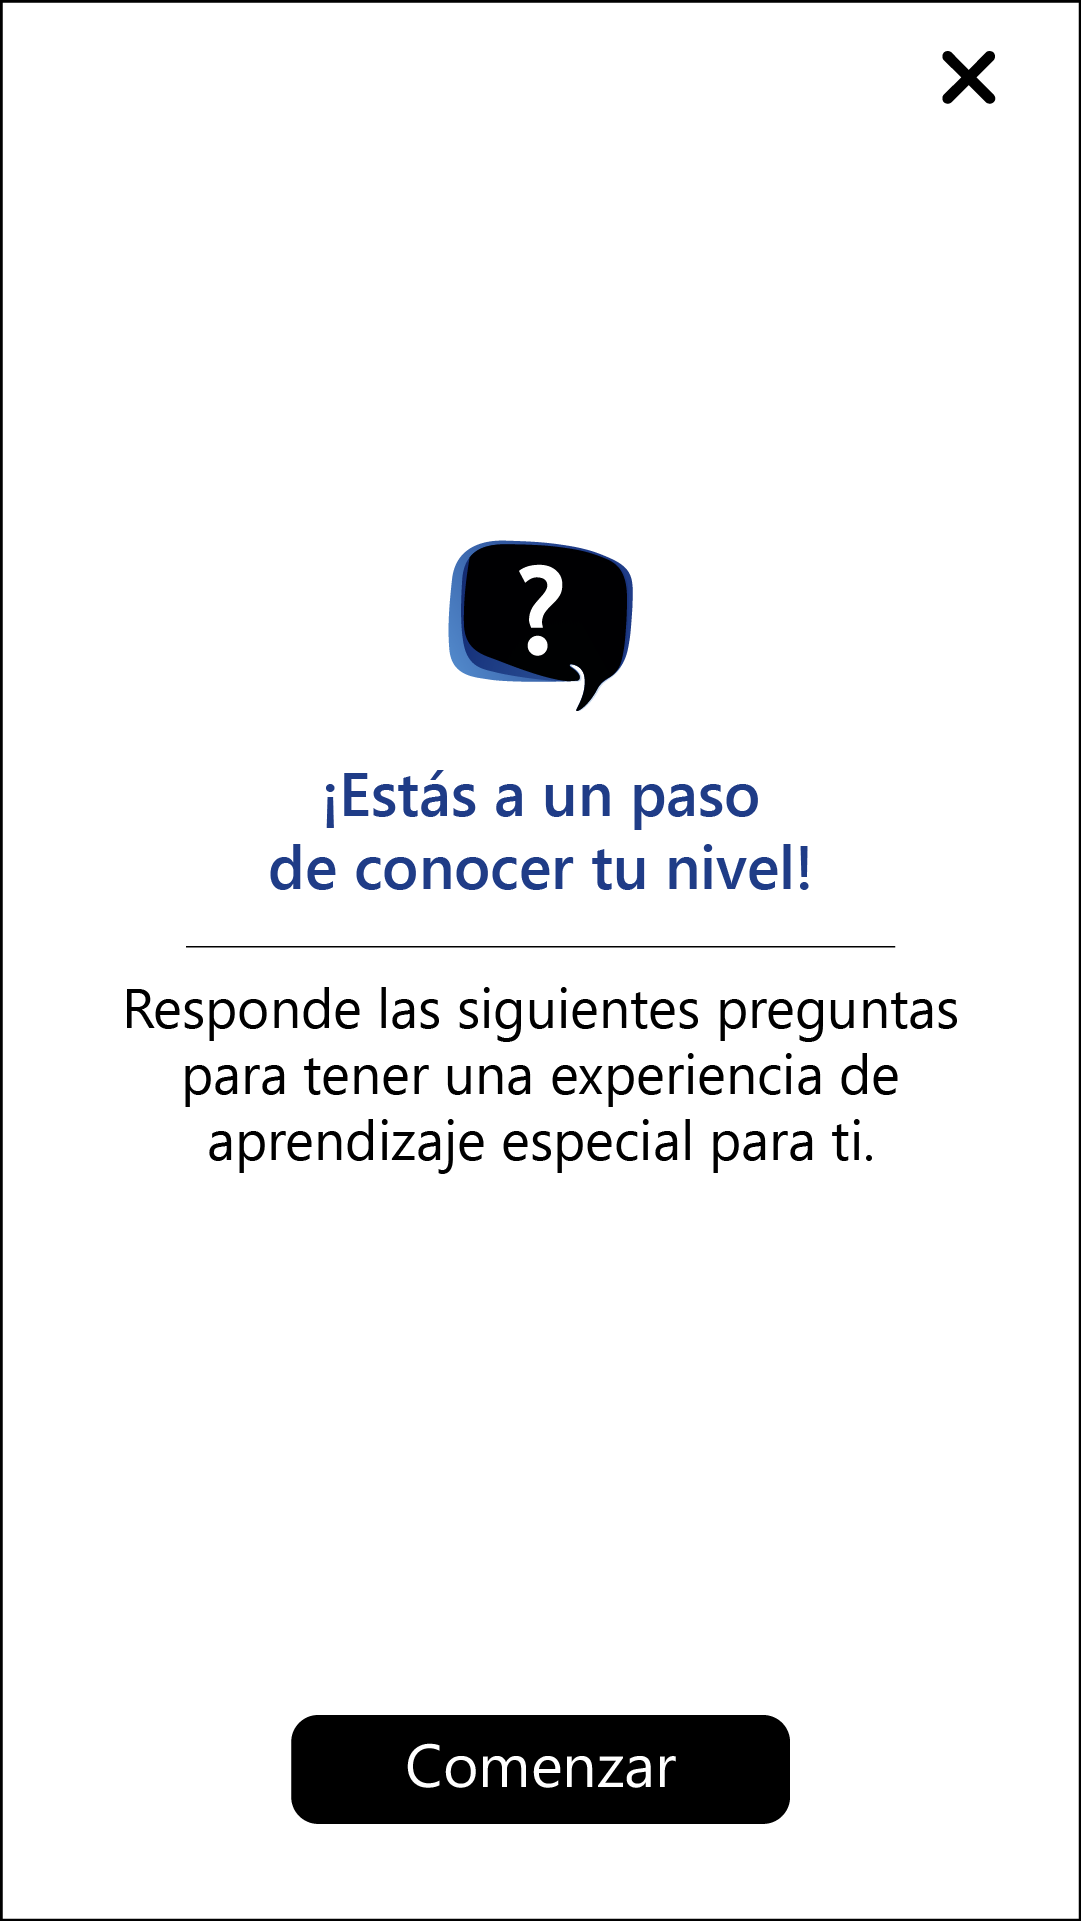 ?
¡Estás a un paso
de conocer tu nivel!
Responde las siguientes preguntas
para tener una experiencia de
aprendizaje especial para ti.
Comenzar